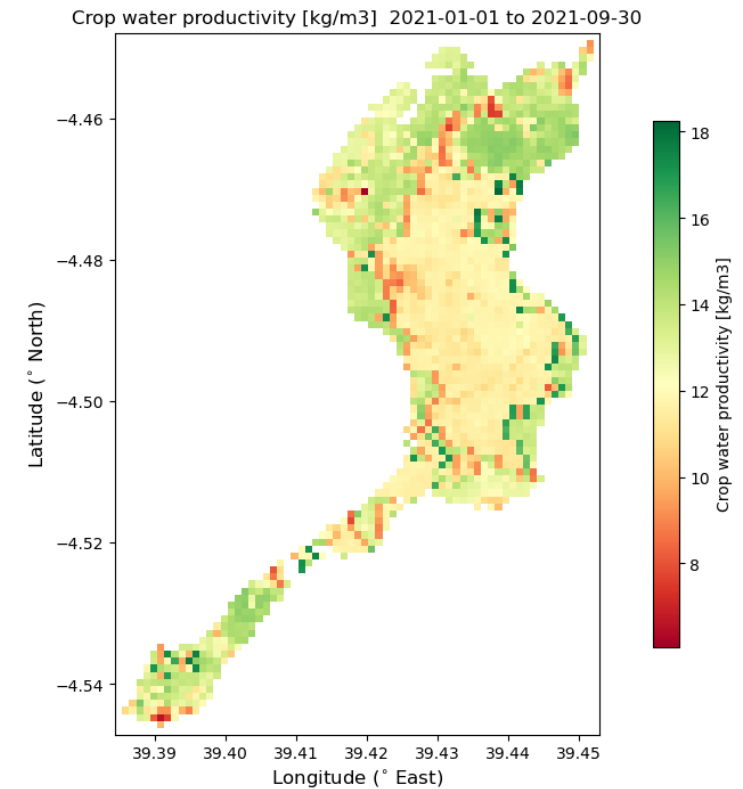 Crop water productivity [kg/m3]  2021-01-01 to 2021-09-30
Latitude (° North)
−4.46
−4.48
−4.50
−4.52
−4.54
39.39 39.40 39.41 39.42 39.43 39.44 39.45
Longitude (° East)
18
16
14
12
10
8
Crop water productivity [kg/m3]